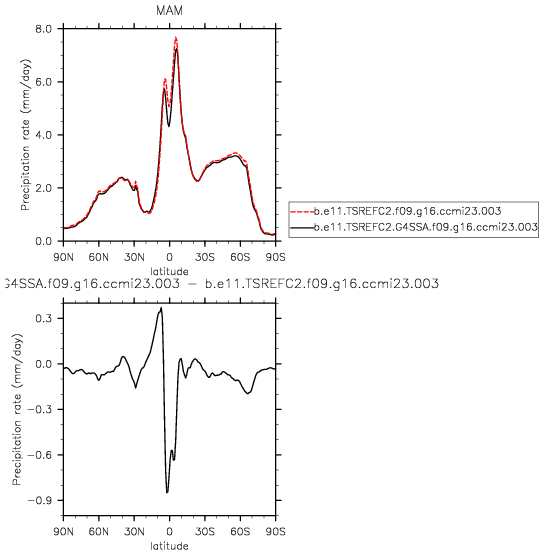 MAM
Precipitation rate (mm/day)
8.0
6.0
4.0
2.0
0.0
90N 60N 30N 0 30S 60S 90S
latitude
b.e11.TSREFC2.f09.g16.ccmi23.003
b.e11.TSREFC2.G4SSA.f09.g16.ccmi23.003
G4SSA.f09.g16.ccmi23.003 − b.e11.TSREFC2.f09.g16.ccmi23.003
Precipitation rate (mm/day)
0.3
0.0
−0.3
−0.6
−0.9
90N 60N 30N 0 30S 60S 90S
latitude